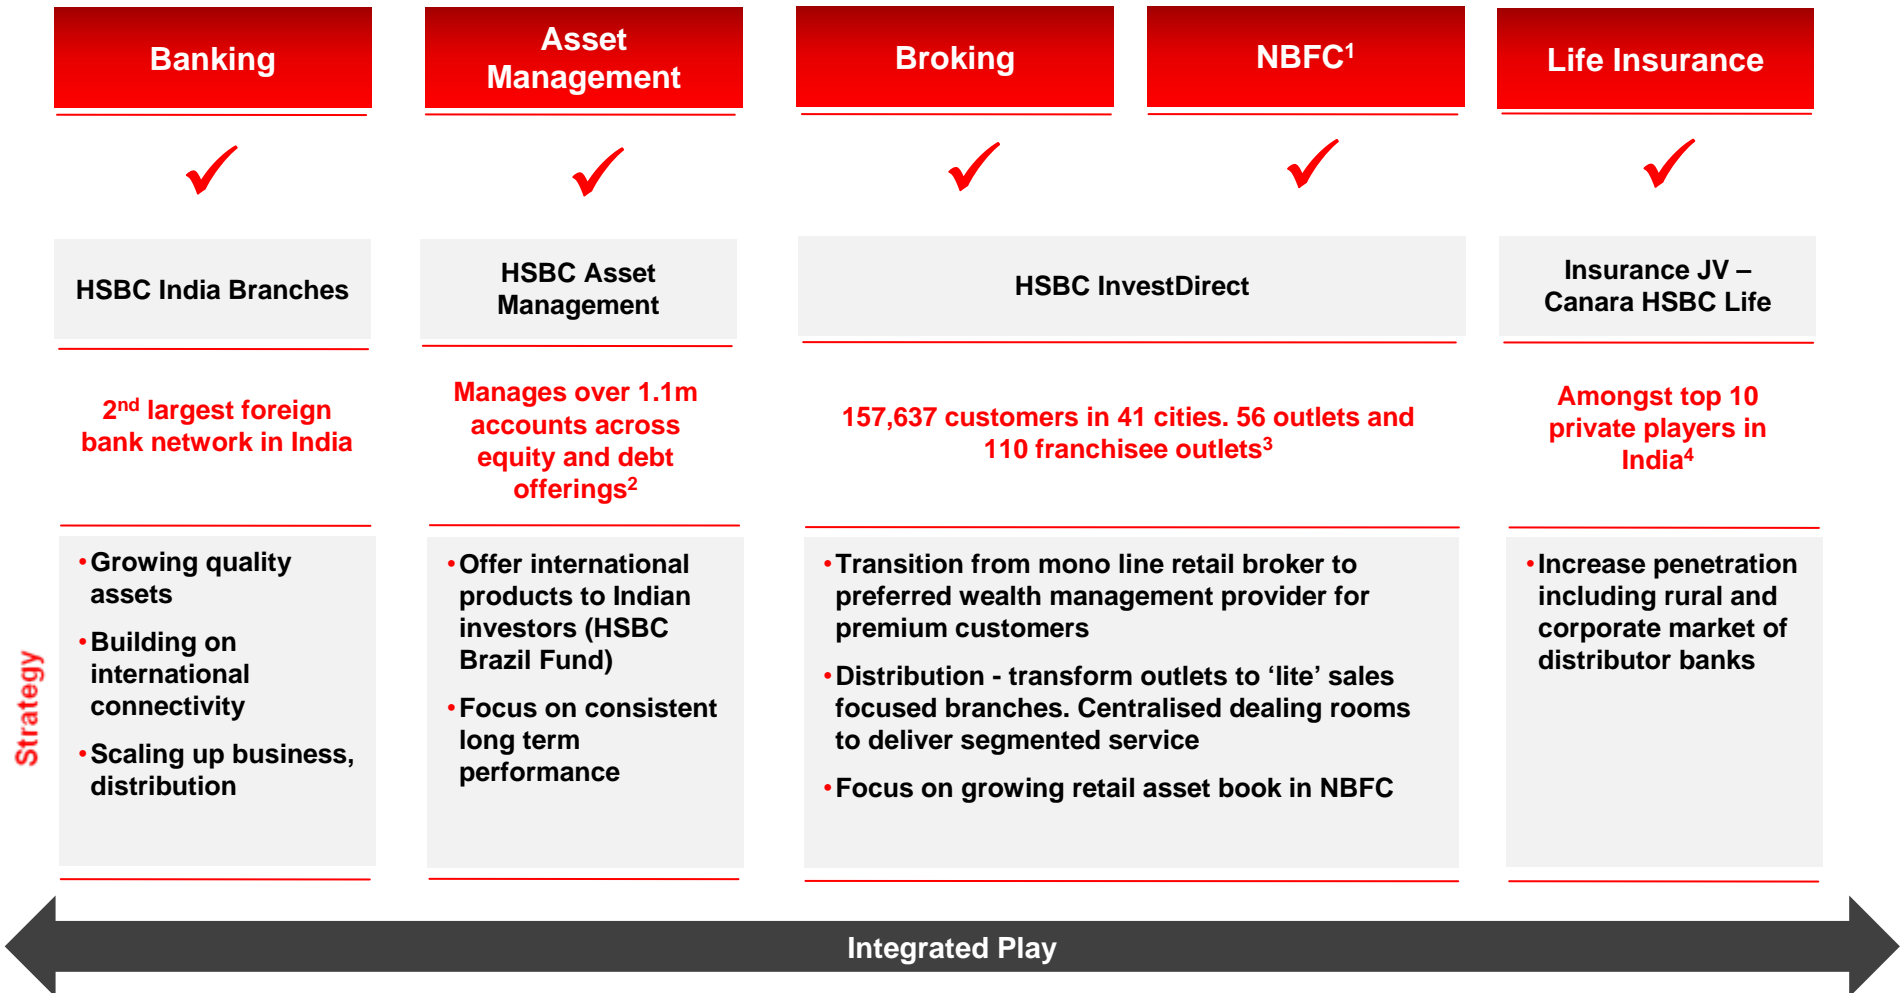 Banking
Asset
Management
Broking
NBFC¹
Life Insurance
HSBC India Branches
HSBC Asset
Management
HSBC InvestDirect
Insurance JV –
Canara HSBC Life
2nd largest foreign
bank network in India
Manages over 1.1m
accounts across
equity and debt
offerings²
157,637 customers in 41 cities. 56 outlets and
110 franchisee outlets³
Amongst top 10
private players in
India⁴
Strategy
•Growing quality
assets
•Building on
international
connectivity
•Scaling up business,
distribution
•Offer international
products to Indian
investors (HSBC
Brazil Fund)
•Focus on consistent
long term
performance
•Transition from mono line retail broker to
preferred wealth management provider for
premium customers
•Distribution - transform outlets to ‘lite’ sales
focused branches. Centralised dealing rooms
to deliver segmented service
•Focus on growing retail asset book in NBFC
•Increase penetration
including rural and
corporate market of
distributor banks
Integrated Play